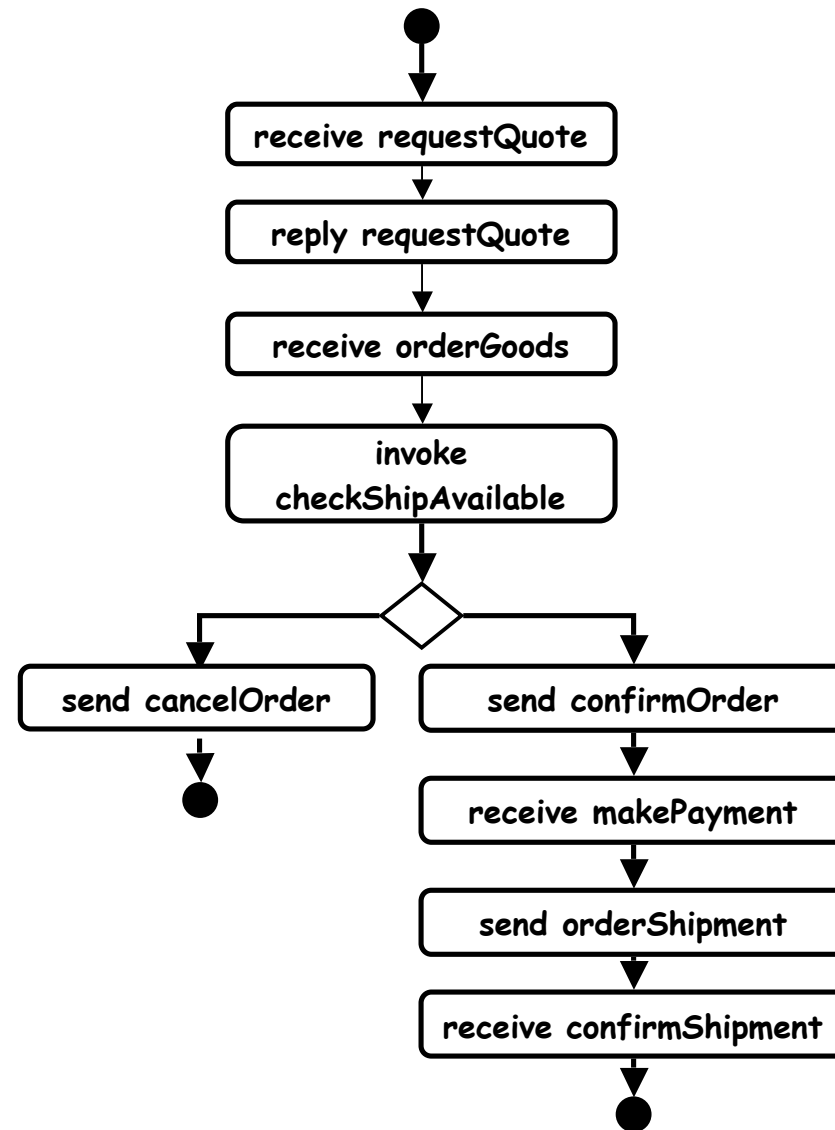 receive requestQuote
reply requestQuote
receive orderGoods
invoke
checkShipAvailable
send cancelOrder
send confirmOrder
receive makePayment
send orderShipment
receive confirmShipment